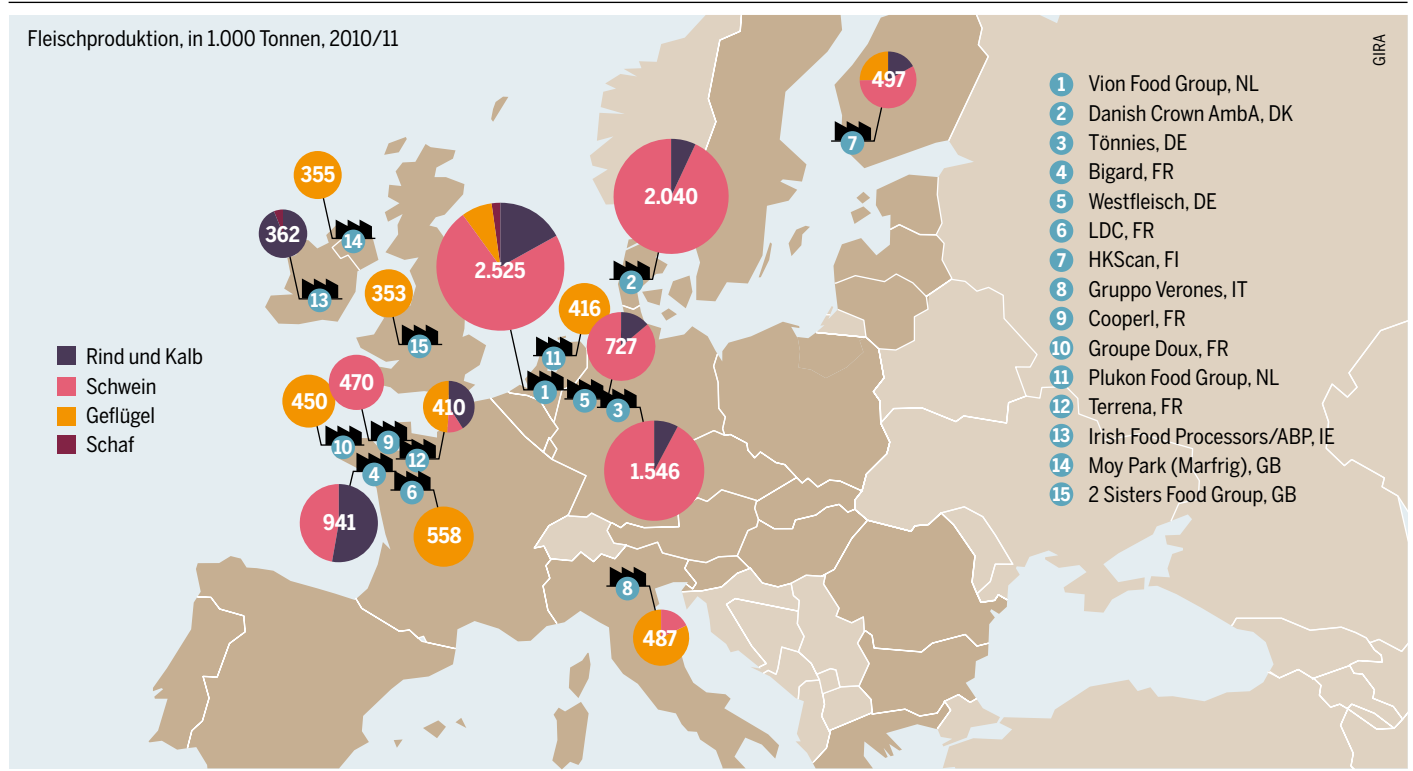 Fleischproduktion, in 1.000 Tonnen, 2010/11
GIRA
1 Vion Food Group, NL
2 Danish Crown AmbA, DK
3 Tönnies, DE
4 Bigard, FR
5 Westfleisch, DE
6 LDC, FR
7 HKScan, FI
8 Gruppo Verones, IT
9 Cooperl, FR
10 Groupe Doux, FR
11 Plukon Food Group, NL
12 Terrena, FR
13 Irish Food Processors/ABP, IE
14 Moy Park (Marfrig), GB
15 2 Sisters Food Group, GB
497
7
355
14
362
13
2.040
2
2.525
353
15
416
11
727
1
5
3
Rind und Kalb
Schwein
Geflügel
Schaf
470
450
410
10
9
12
4
6
1.546
941
558
8
487